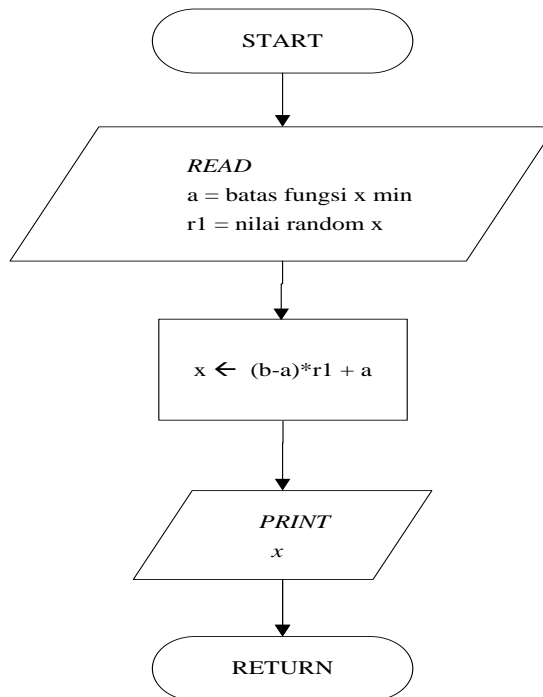 START
READ
a = batas fungsi x min
r1 = nilai random x
x ← (b-a)*r1 + a
PRINT
x
RETURN